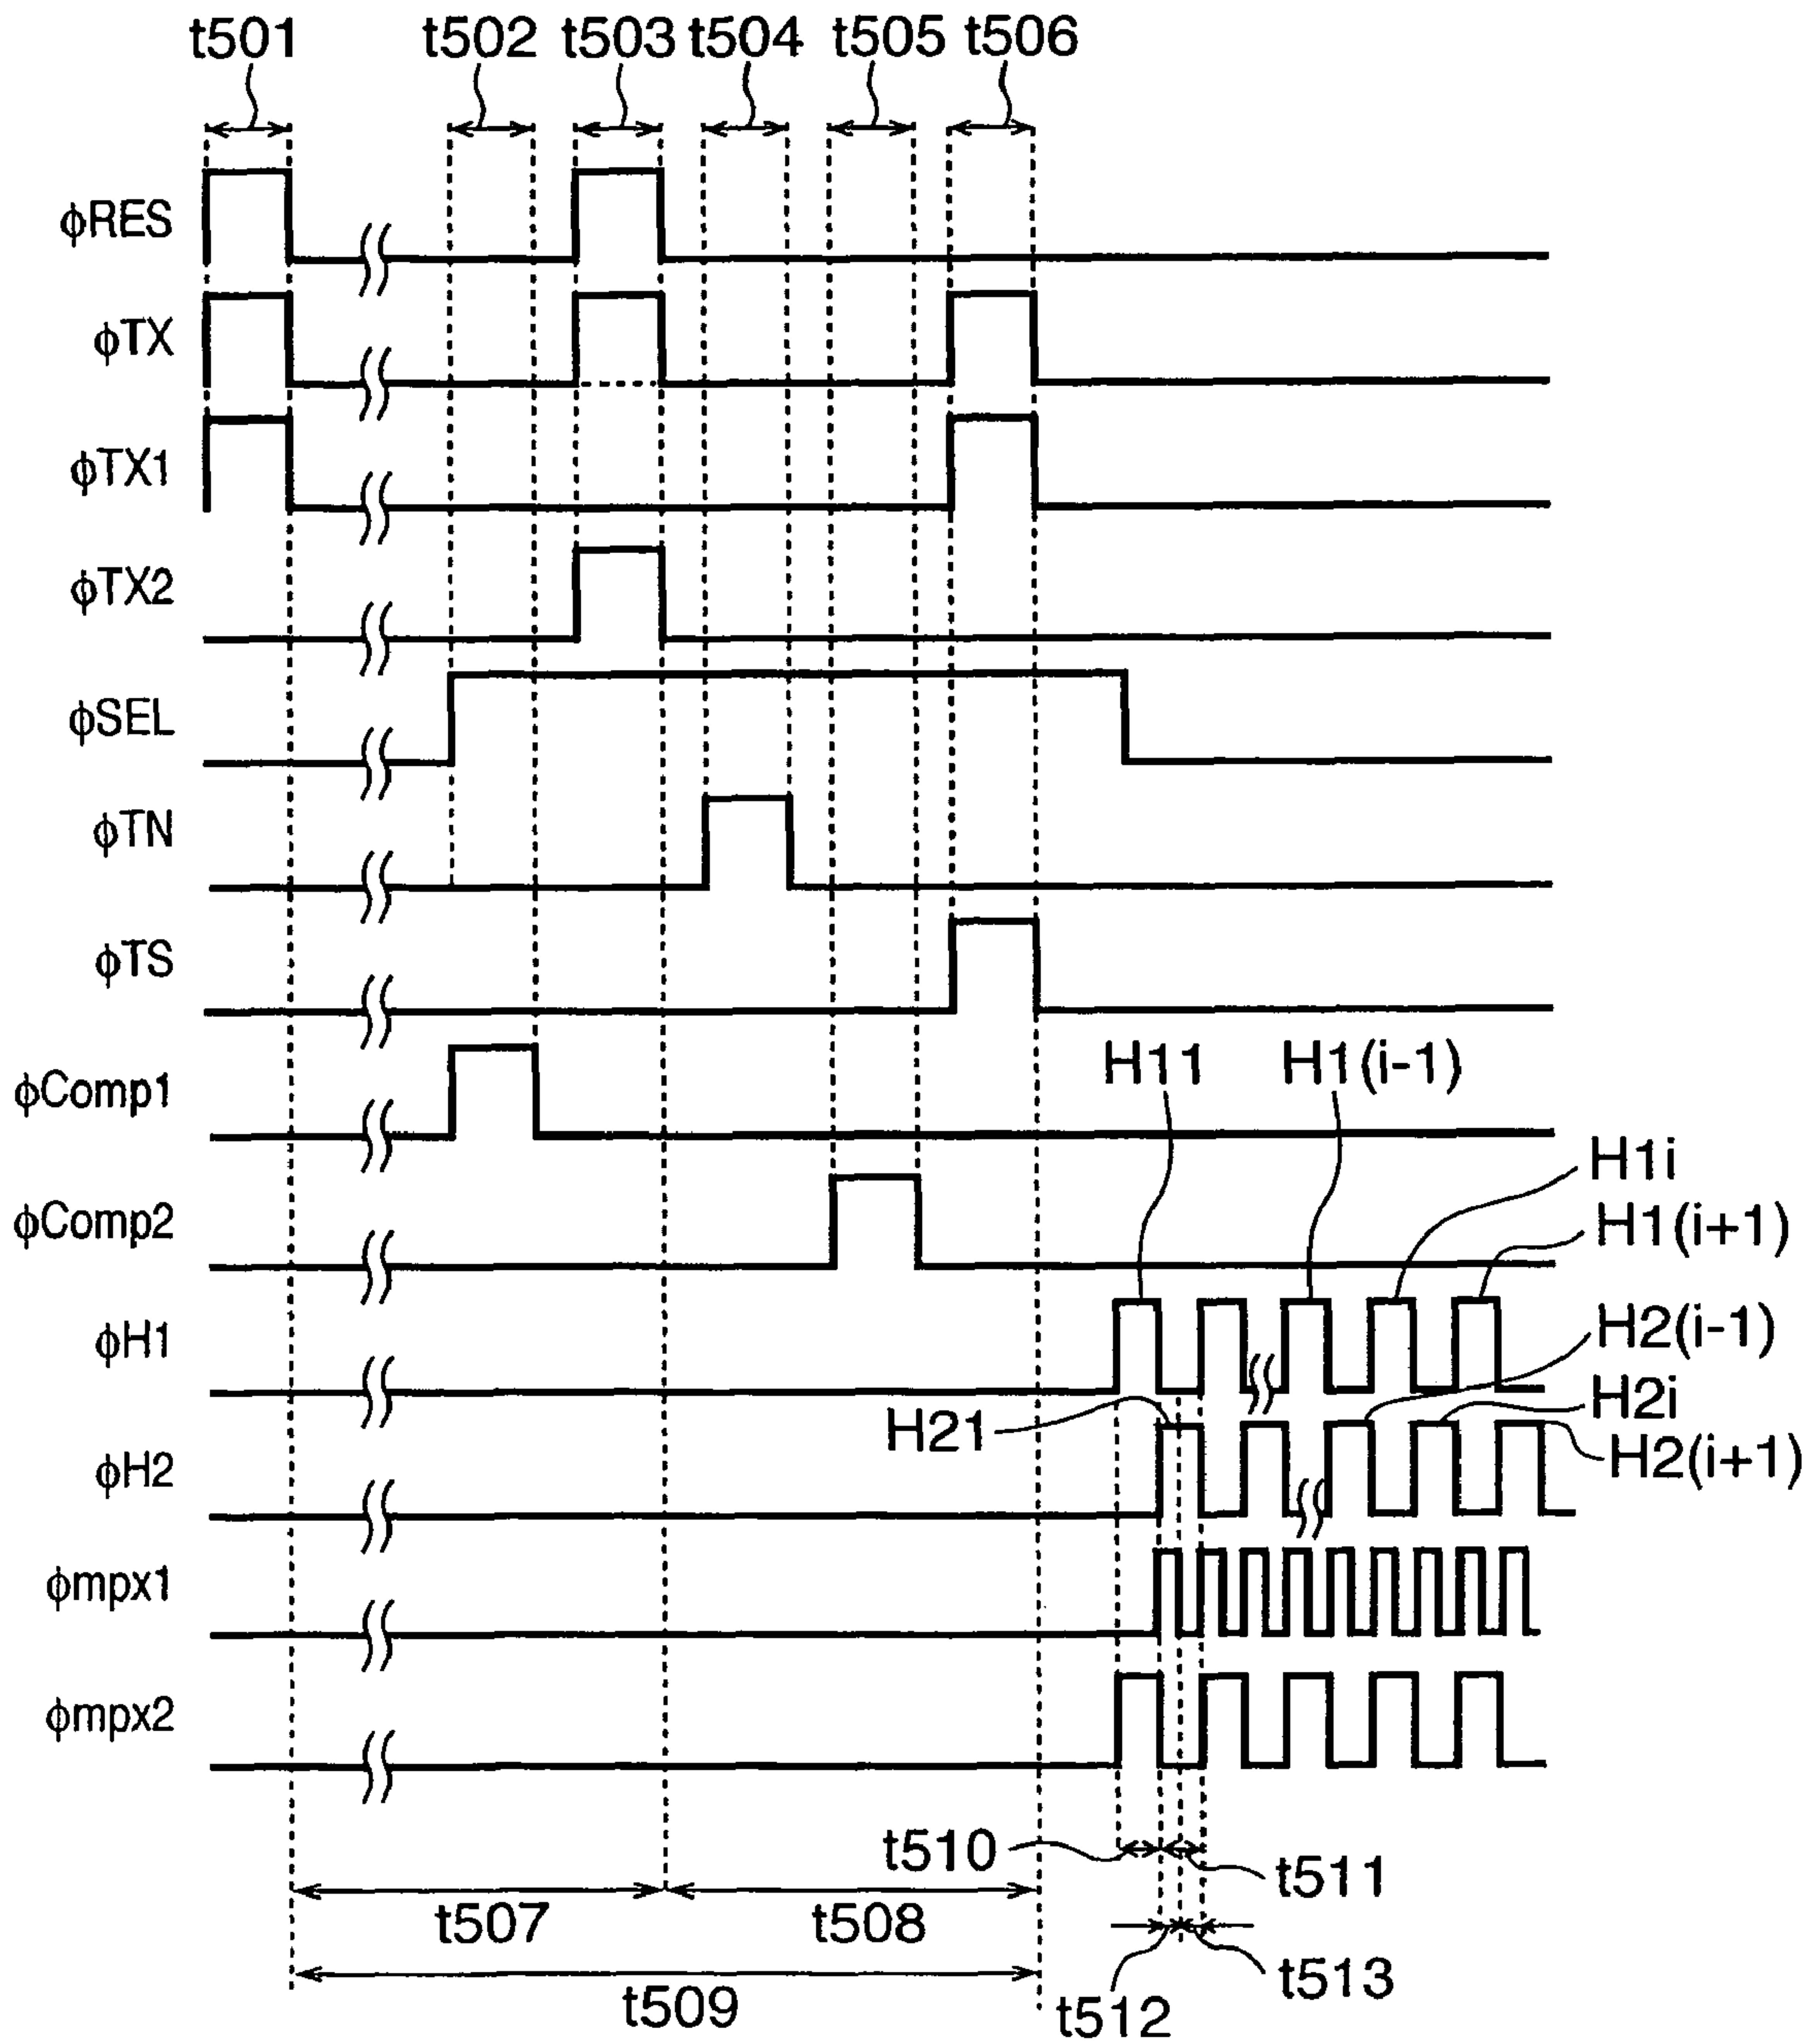 t501 t502 t503 t504 t505 t506
ϕRES
ϕTX
ϕTX1
ϕTX2
ϕSEL
ϕTN
ϕTS
ϕComp1
H11 H1(i-1)
H1i
ϕComp2
H1(i+1)
ϕH1
H2(i-1)
H2i
H21
ϕH2
H2(i+1)
ϕmpx1
ϕmpx2
t510
t511
t507 t508
t513
t509
t512